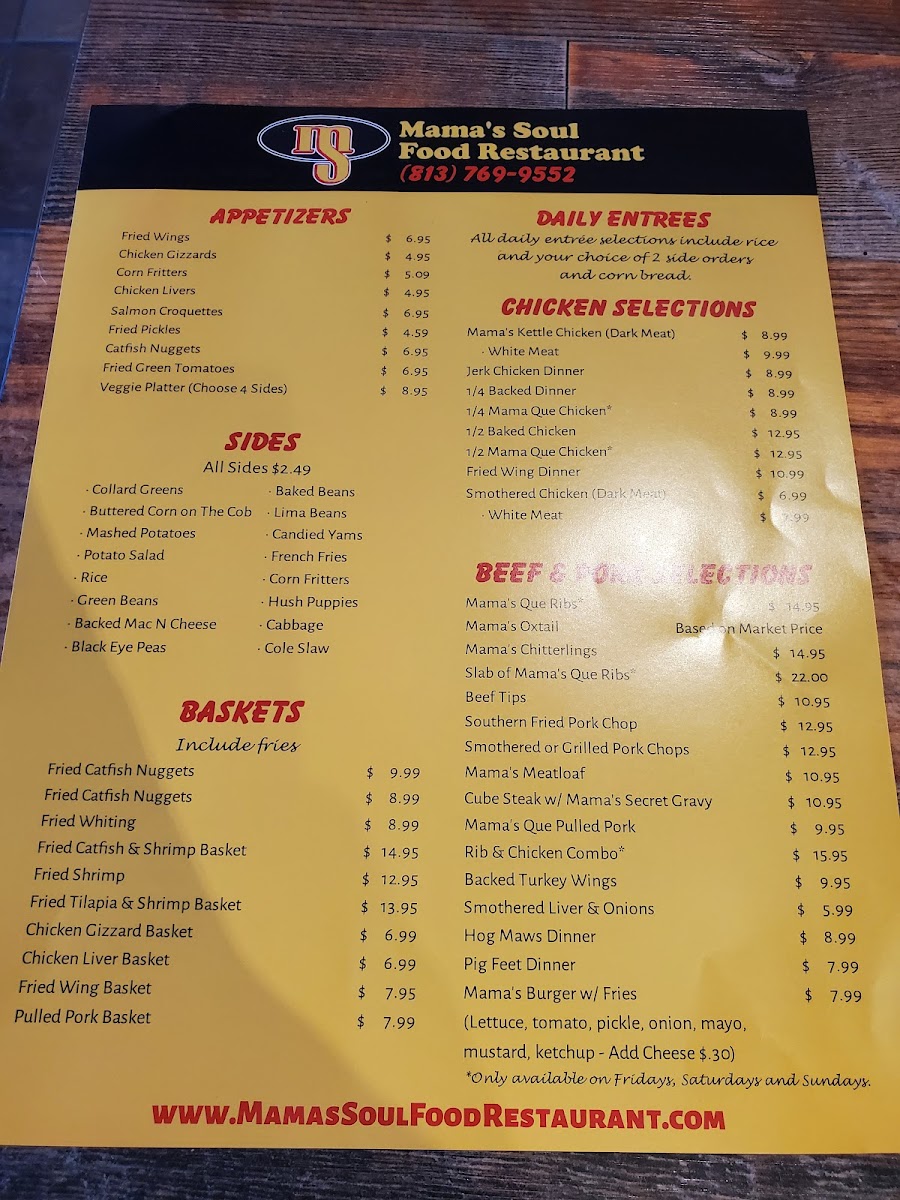 MS
Mama's Soul
Food Restaurant
(813) 769-9552
APPETIZERS
Fried Wings $ 6.95
Chicken Gizzards $ 4.95
Corn Fritters $ 5.09
Chicken Livers $ 4.95
Salmon Croquettes $ 6.95
Fried Pickles $ 4.59
Catfish Nuggets $ 6.95
Fried Green Tomatoes $ 6.95
Veggie Platter (Choose 4 Sides) $ 8.95
SIDES
All Sides $2.49
· Collard Greens
· Buttered Corn on The Cob
· Mashed Potatoes
· Potato Salad
· Rice
· Green Beans
· Backed Mac N Cheese
· Black Eye Peas
· Baked Beans
· Lima Beans
· Candied Yams
· French Fries
· Corn Fritters
· Hush Puppies
· Cabbage
· Cole Slaw
BASKETS
Include fries
Fried Catfish Nuggets $ 9.99
Fried Catfish Nuggets $ 8.99
Fried Whiting $ 8.99
Fried Catfish & Shrimp Basket $ 14.95
Fried Shrimp $ 12.95
Fried Tilapia & Shrimp Basket $ 13.95
Chicken Gizzard Basket $ 6.99
Chicken Liver Basket $ 6.99
Fried Wing Basket $ 7.95
Pulled Pork Basket $ 7.99
DAILY ENTREES
All daily entrée selections include rice
and your choice of 2 side orders
and corn bread.
CHICKEN SELECTIONS
Mama's Kettle Chicken (Dark Meat) $ 8.99
· White Meat $ 9.99
Jerk Chicken Dinner $ 8.99
1/4 Backed Dinner $ 8.99
1/4 Mama Que Chicken* $ 8.99
1/2 Baked Chicken $ 12.95
1/2 Mama Que Chicken* $ 12.95
Fried Wing Dinner $ 10.99
Smothered Chicken (Dark Meat) $ 6.99
· White Meat $ 7.99
BEEF & PORK SELECTIONS
Mama's Que Ribs* $ 14.95
Mama's Oxtail Based on Market Price
Mama's Chitterlings $ 14.95
Slab of Mama's Que Ribs* $ 22.00
Beef Tips $ 10.95
Southern Fried Pork Chop $ 12.95
Smothered or Grilled Pork Chops $ 12.95
Mama's Meatloaf $ 10.95
Cube Steak w/ Mama's Secret Gravy $ 10.95
Mama's Que Pulled Pork $ 9.95
Rib & Chicken Combo* $ 15.95
Backed Turkey Wings $ 9.95
Smothered Liver & Onions $ 5.99
Hog Maws Dinner $ 8.99
Pig Feet Dinner $ 7.99
Mama's Burger w/ Fries $ 7.99
(Lettuce, tomato, pickle, onion, mayo,
mustard, ketchup - Add Cheese $.30)
*Only available on Fridays, Saturdays and Sundays.
www.MamasSoulFoodRestaurant.com